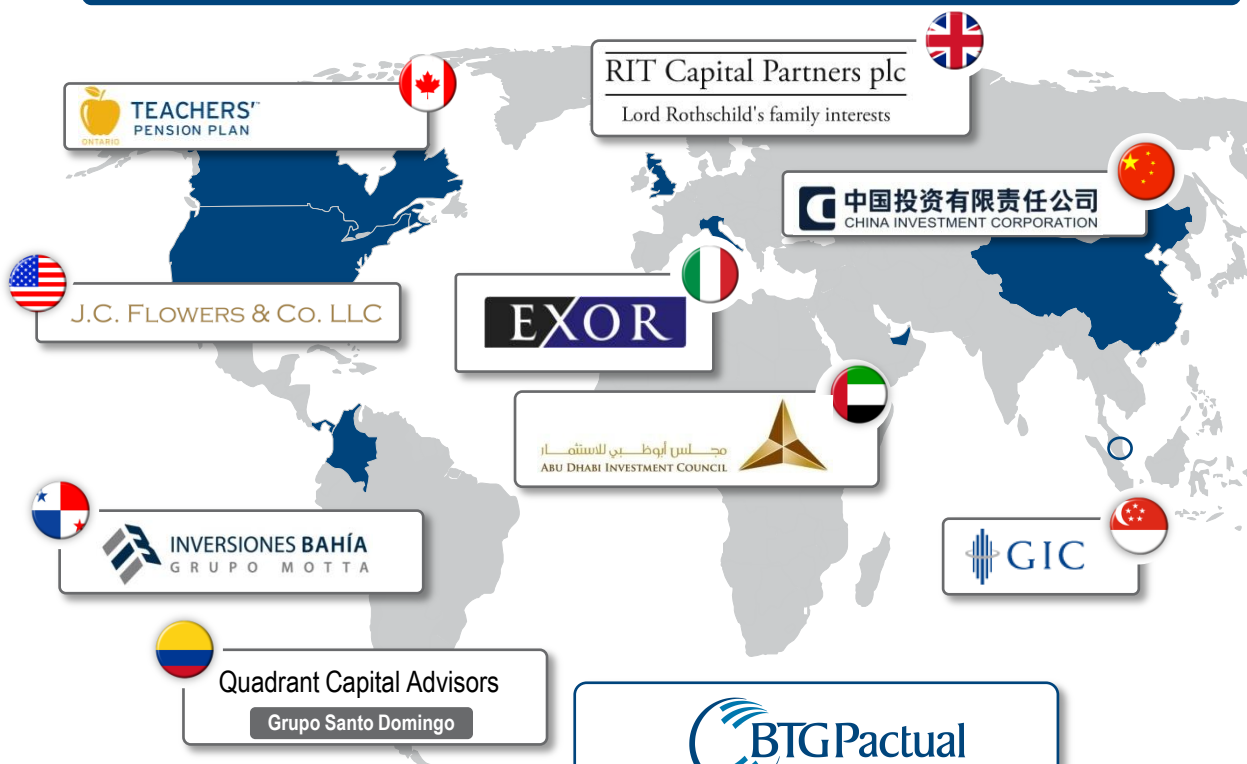 RIT Capital Partners plc
Lord Rothschild's family interests
TEACHERS'™
PENSION PLAN
ONTARIO
中国投资有限责任公司
CHINA INVESTMENT CORPORATION
J.C. FLOWERS & CO. LLC
EXOR
مجلس أبوظبي للاستثمار
ABU DHABI INVESTMENT COUNCIL
INVERSIONES BAHÍA
GRUPO MOTTA
GIC
Quadrant Capital Advisors
Grupo Santo Domingo
BTGPactual